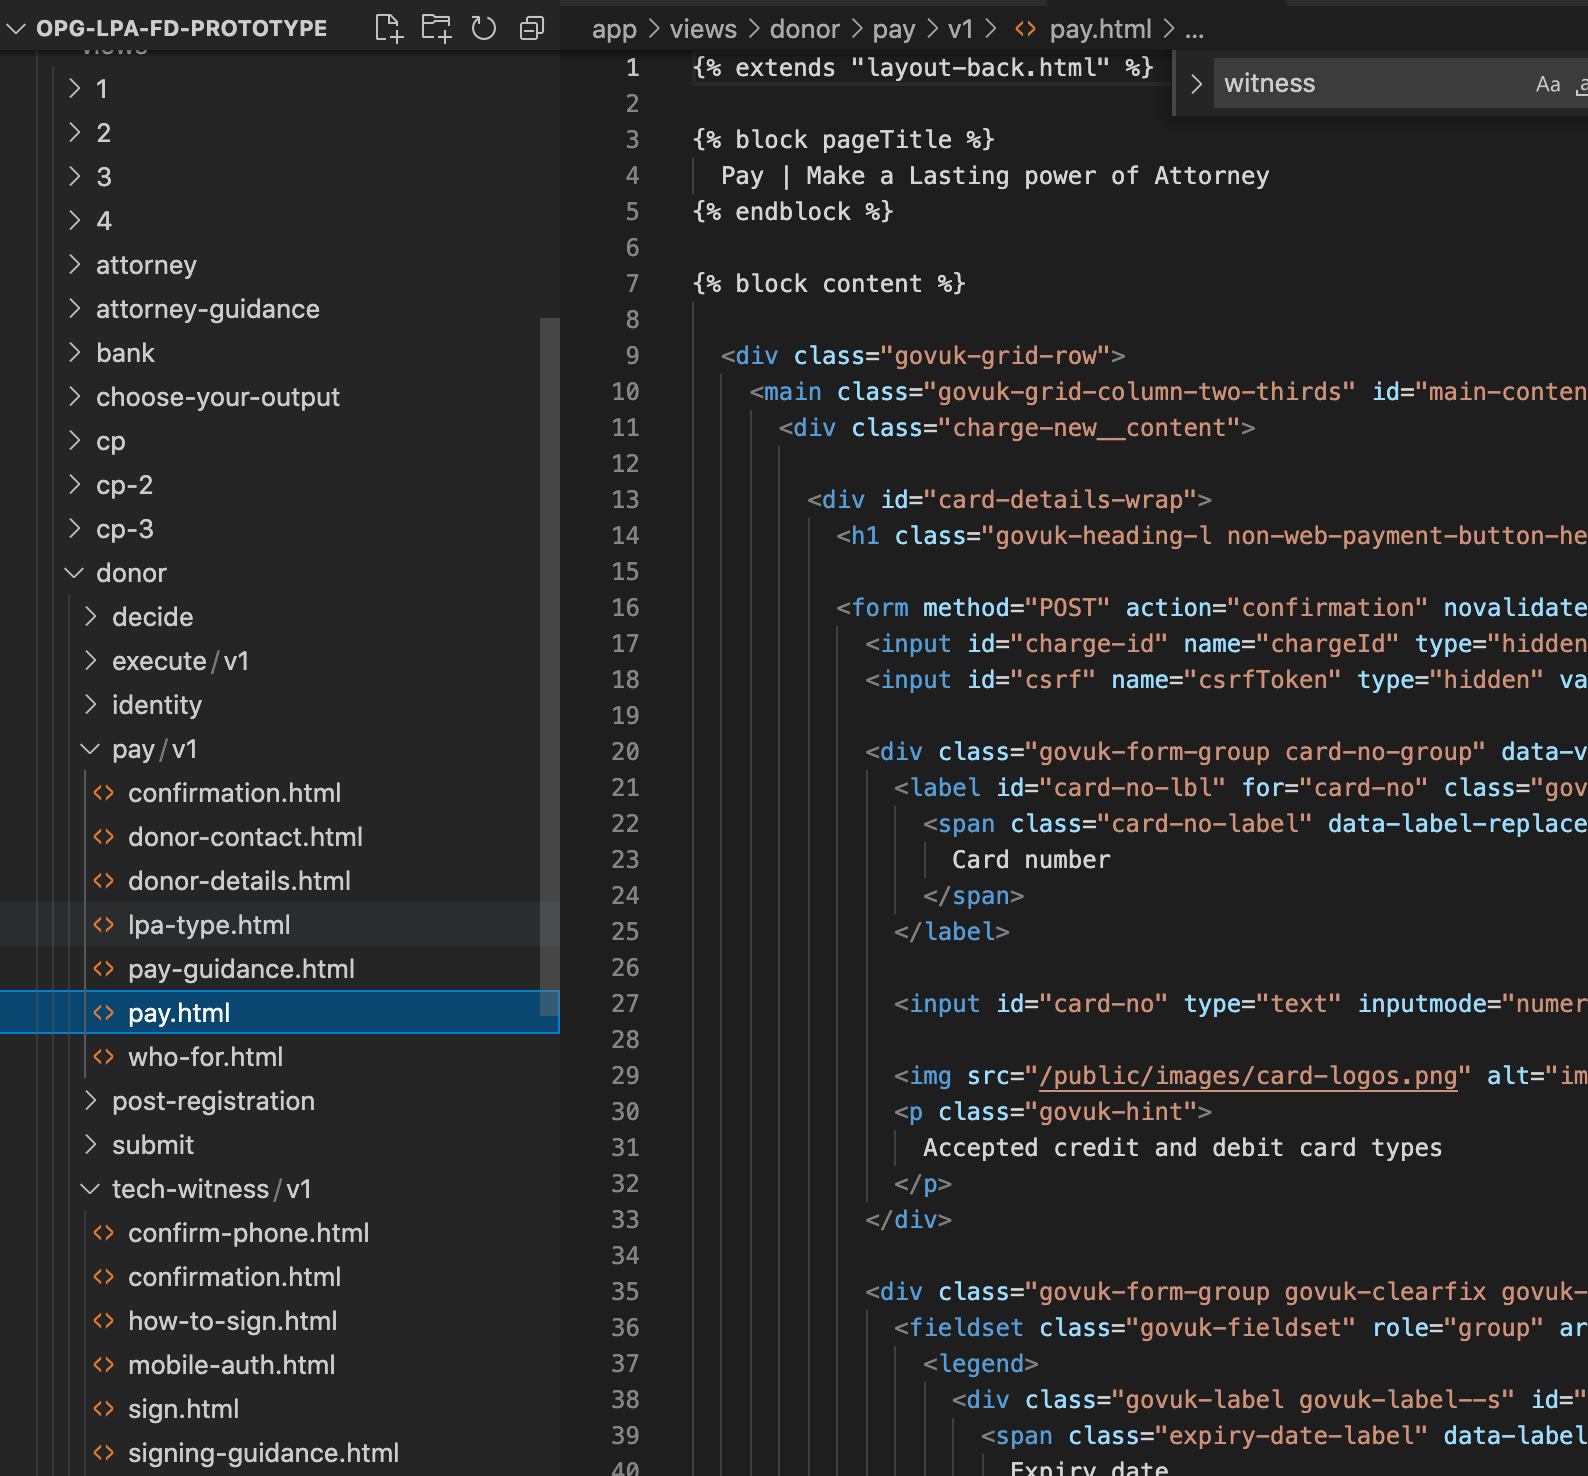 OPG-LPA-FD-PROTOTYPE
views
1
2
3
4
attorney
attorney-guidance
bank
choose-your-output
cp
cp-2
cp-3
donor
decide
execute/v1
identity
pay/v1
confirmation.html
donor-contact.html
donor-details.html
lpa-type.html
pay-guidance.html
pay.html
who-for.html
post-registration
submit
tech-witness/v1
confirm-phone.html
confirmation.html
how-to-sign.html
mobile-auth.html
sign.html
signing-guidance.html
app > views > donor > pay > v1 > <> pay.html > ...
witness Aa
1 {% extends "layout-back.html" %}
2
3 {% block pageTitle %}
4 Pay | Make a Lasting power of Attorney
5 {% endblock %}
6
7 {% block content %}
8
9 <div class="govuk-grid-row">
10 <main class="govuk-grid-column-two-thirds" id="main-conten
11 <div class="charge-new__content">
12
13 <div id="card-details-wrap">
14 <h1 class="govuk-heading-l non-web-payment-button-he
15
16 <form method="POST" action="confirmation" novalidate
17 <input id="charge-id" name="chargeId" type="hidden
18 <input id="csrf" name="csrfToken" type="hidden" va
19
20 <div class="govuk-form-group card-no-group" data-v
21 <label id="card-no-lbl" for="card-no" class="gov
22 <span class="card-no-label" data-label-replace
23 Card number
24 </span>
25 </label>
26
27 <input id="card-no" type="text" inputmode="numer
28
29 <img src="/public/images/card-logos.png" alt="im
30 <p class="govuk-hint">
31 Accepted credit and debit card types
32 </p>
33 </div>
34
35 <div class="govuk-form-group govuk-clearfix govuk-
36 <fieldset class="govuk-fieldset" role="group" ar
37 <legend>
38 <div class="govuk-label govuk-label--s" id="
39 <span class="expiry-date-label" data-label
40 Expiry date